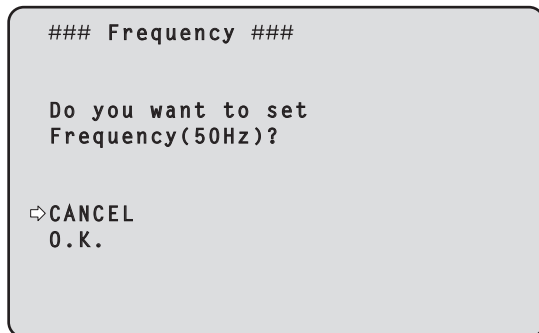 ### Frequency ###
Do you want to set
Frequency(50Hz)?
⇨CANCEL
O.K.